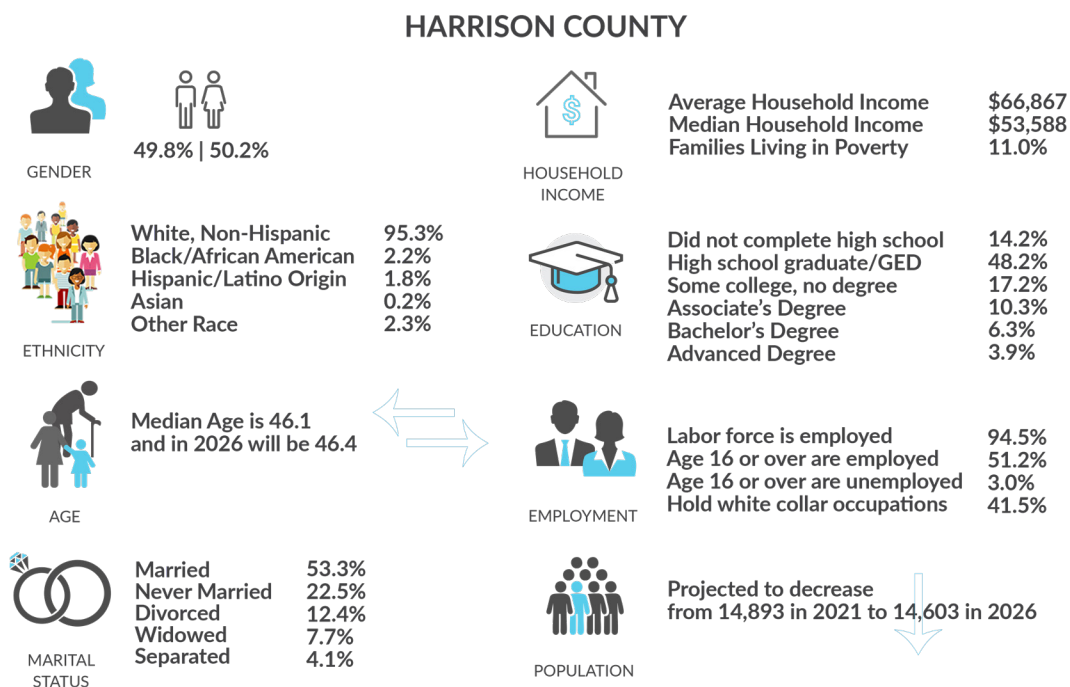 HARRISON COUNTY
49.8% | 50.2%
GENDER
White, Non-Hispanic 95.3%
Black/African American 2.2%
Hispanic/Latino Origin 1.8%
Asian 0.2%
Other Race 2.3%
ETHNICITY
Median Age is 46.1
and in 2026 will be 46.4
AGE
Married 53.3%
Never Married 22.5%
Divorced 12.4%
Widowed 7.7%
Separated 4.1%
MARITAL
STATUS
$
Average Household Income $66,867
Median Household Income $53,588
Families Living in Poverty 11.0%
HOUSEHOLD
INCOME
Did not complete high school 14.2%
High school graduate/GED 48.2%
Some college, no degree 17.2%
Associate's Degree 10.3%
Bachelor's Degree 6.3%
Advanced Degree 3.9%
EDUCATION
Labor force is employed 94.5%
Age 16 or over are employed 51.2%
Age 16 or over are unemployed 3.0%
Hold white collar occupations 41.5%
EMPLOYMENT
Projected to decrease
from 14,893 in 2021 to 14,603 in 2026
POPULATION